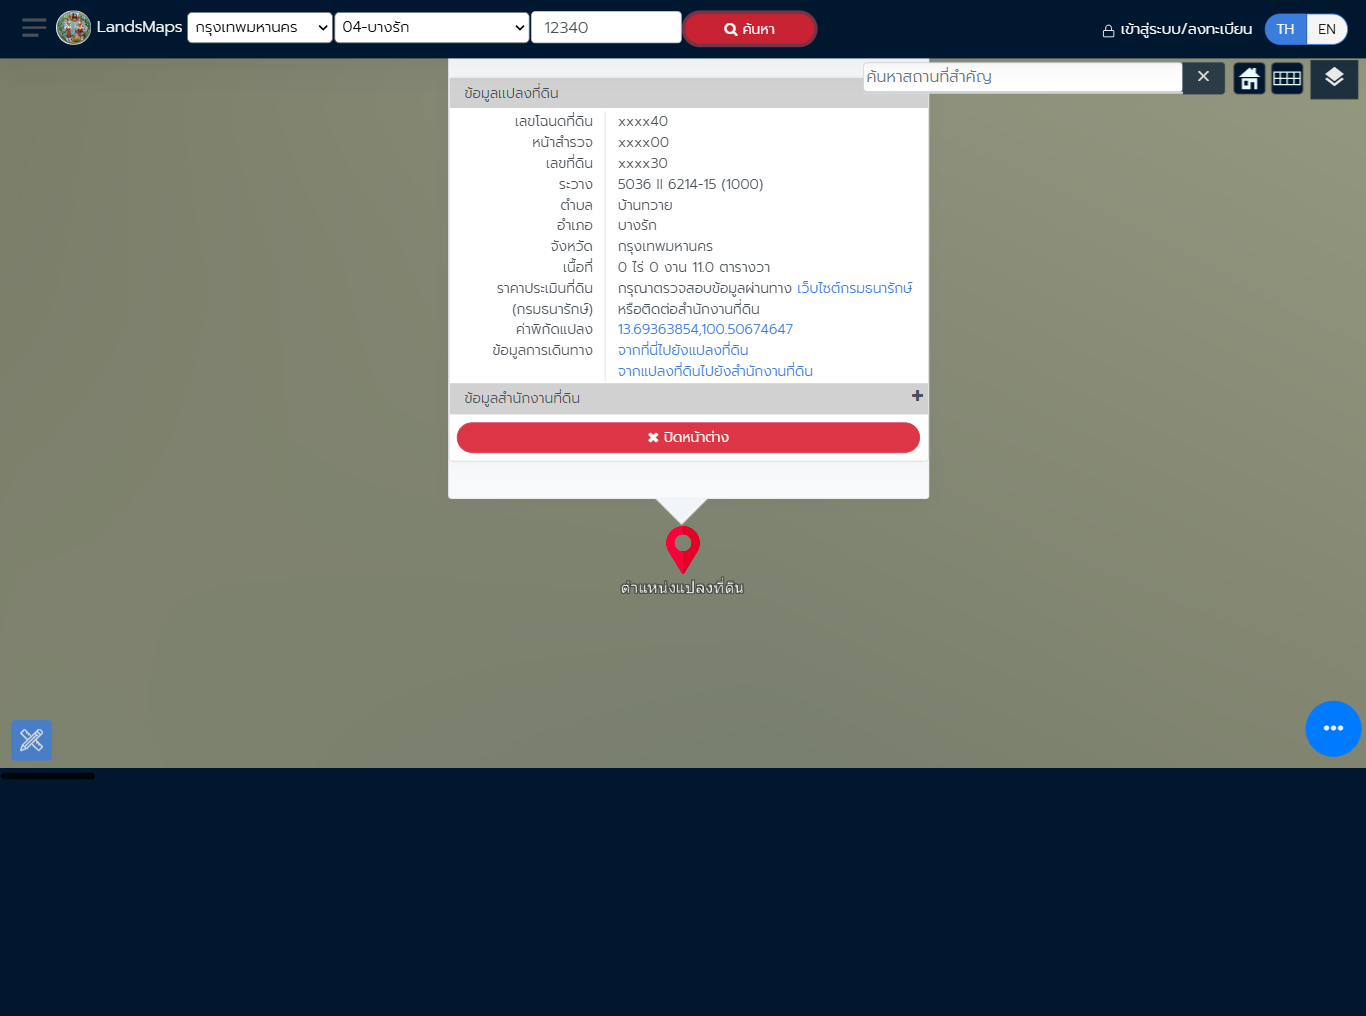 LandsMaps
กรุงเทพมหานคร
04-บางรัก
12340
ค้นหา
เข้าสู่ระบบ/ลงทะเบียน
TH
EN
ค้นหาสถานที่สำคัญ
ข้อมูลแปลงที่ดิน
เลขโฉนดที่ดิน xxxx40
หน้าสำรวจ xxxx00
เลขที่ดิน xxxx30
ระวาง 5036 II 6214-15 (1000)
ตำบล บ้านทวาย
อำเภอ บางรัก
จังหวัด กรุงเทพมหานคร
เนื้อที่ 0 ไร่ 0 งาน 11.0 ตารางวา
ราคาประเมินที่ดิน กรุณาตรวจสอบข้อมูลผ่านทาง เว็บไซต์กรมธนารักษ์
(กรมธนารักษ์) หรือติดต่อสำนักงานที่ดิน
ค่าพิกัดแปลง 13.69363854,100.50674647
ข้อมูลการเดินทาง จากที่นี่ไปยังแปลงที่ดิน
จากแปลงที่ดินไปยังสำนักงานที่ดิน
ข้อมูลสำนักงานที่ดิน
ปิดหน้าต่าง
ตำแหน่งแปลงที่ดิน